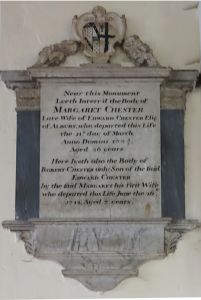 Near this Monument
Lyeth Interr'd the Body of
MARGARET CHESTER
Late Wife of EDWARD CHESTER Esq
of ALBURY, who departed this Life
the 21st day of March
Anno Domini
Aged 26 years
Here lyeth also the Body of
ROBERT CHESTER only Son of the said
EDWARD CHESTER
by the said MARGARET his first Wife
who departed this Life June the 16
Aged 7 years